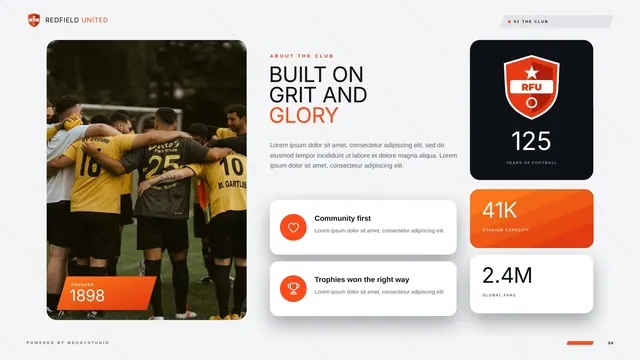 REDFIELD UNITED
01 THE CLUB
ABOUT THE CLUB
BUILT ON
GRIT AND
GLORY
Lorem ipsum dolor sit amet, consectetur adipiscing elit, sed do
eiusmod tempor incididunt ut labore et dolore magna aliqua. Lorem
ipsum dolor sit amet, consectetur adipiscing elit.
Community first
Lorem ipsum dolor sit amet, consectetur adipiscing elit.
Trophies won the right way
Lorem ipsum dolor sit amet, consectetur adipiscing elit.
RFU
125
YEARS OF FOOTBALL
41K
STADIUM CAPACITY
2.4M
GLOBAL FANS
16
25
10
M. GARTLIE
FOUNDED
1898
POWERED BY WEGGYSTUDIO
04